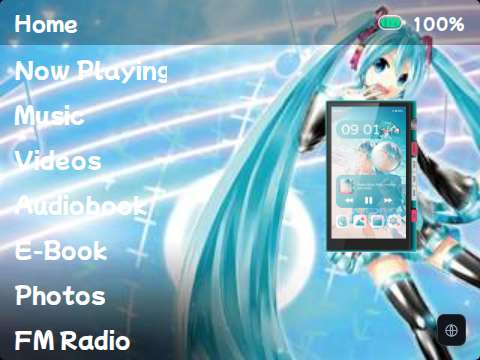 Home
100%
Now Playing
Music
Videos
Audiobook
E-Book
Photos
FM Radio
09 01